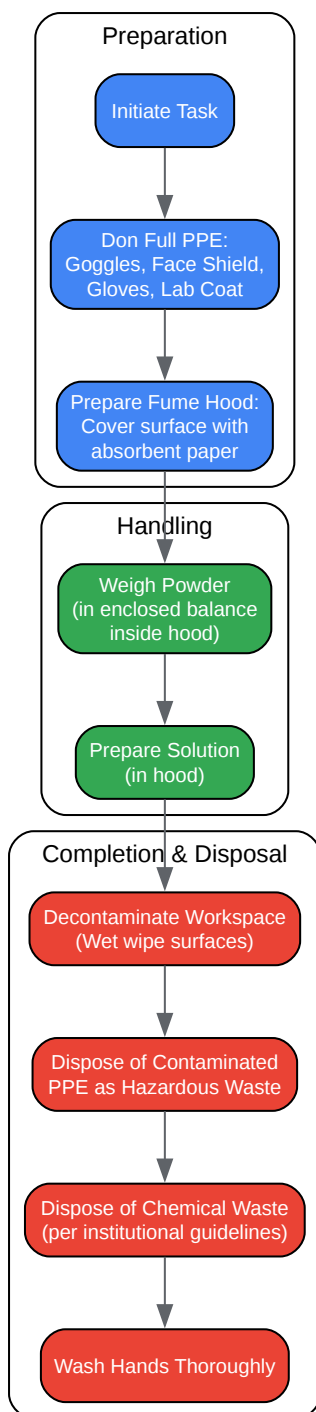 Preparation
Initiate Task
Don Full PPE:
Goggles, Face Shield,
Gloves, Lab Coat
Prepare Fume Hood:
Cover surface with
absorbent paper
Handling
Weigh Powder
(in enclosed balance
inside hood)
Prepare Solution
(in hood)
Completion & Disposal
Decontaminate Workspace
(Wet wipe surfaces)
Dispose of Contaminated
PPE as Hazardous Waste
Dispose of Chemical Waste
(per institutional guidelines)
Wash Hands Thoroughly